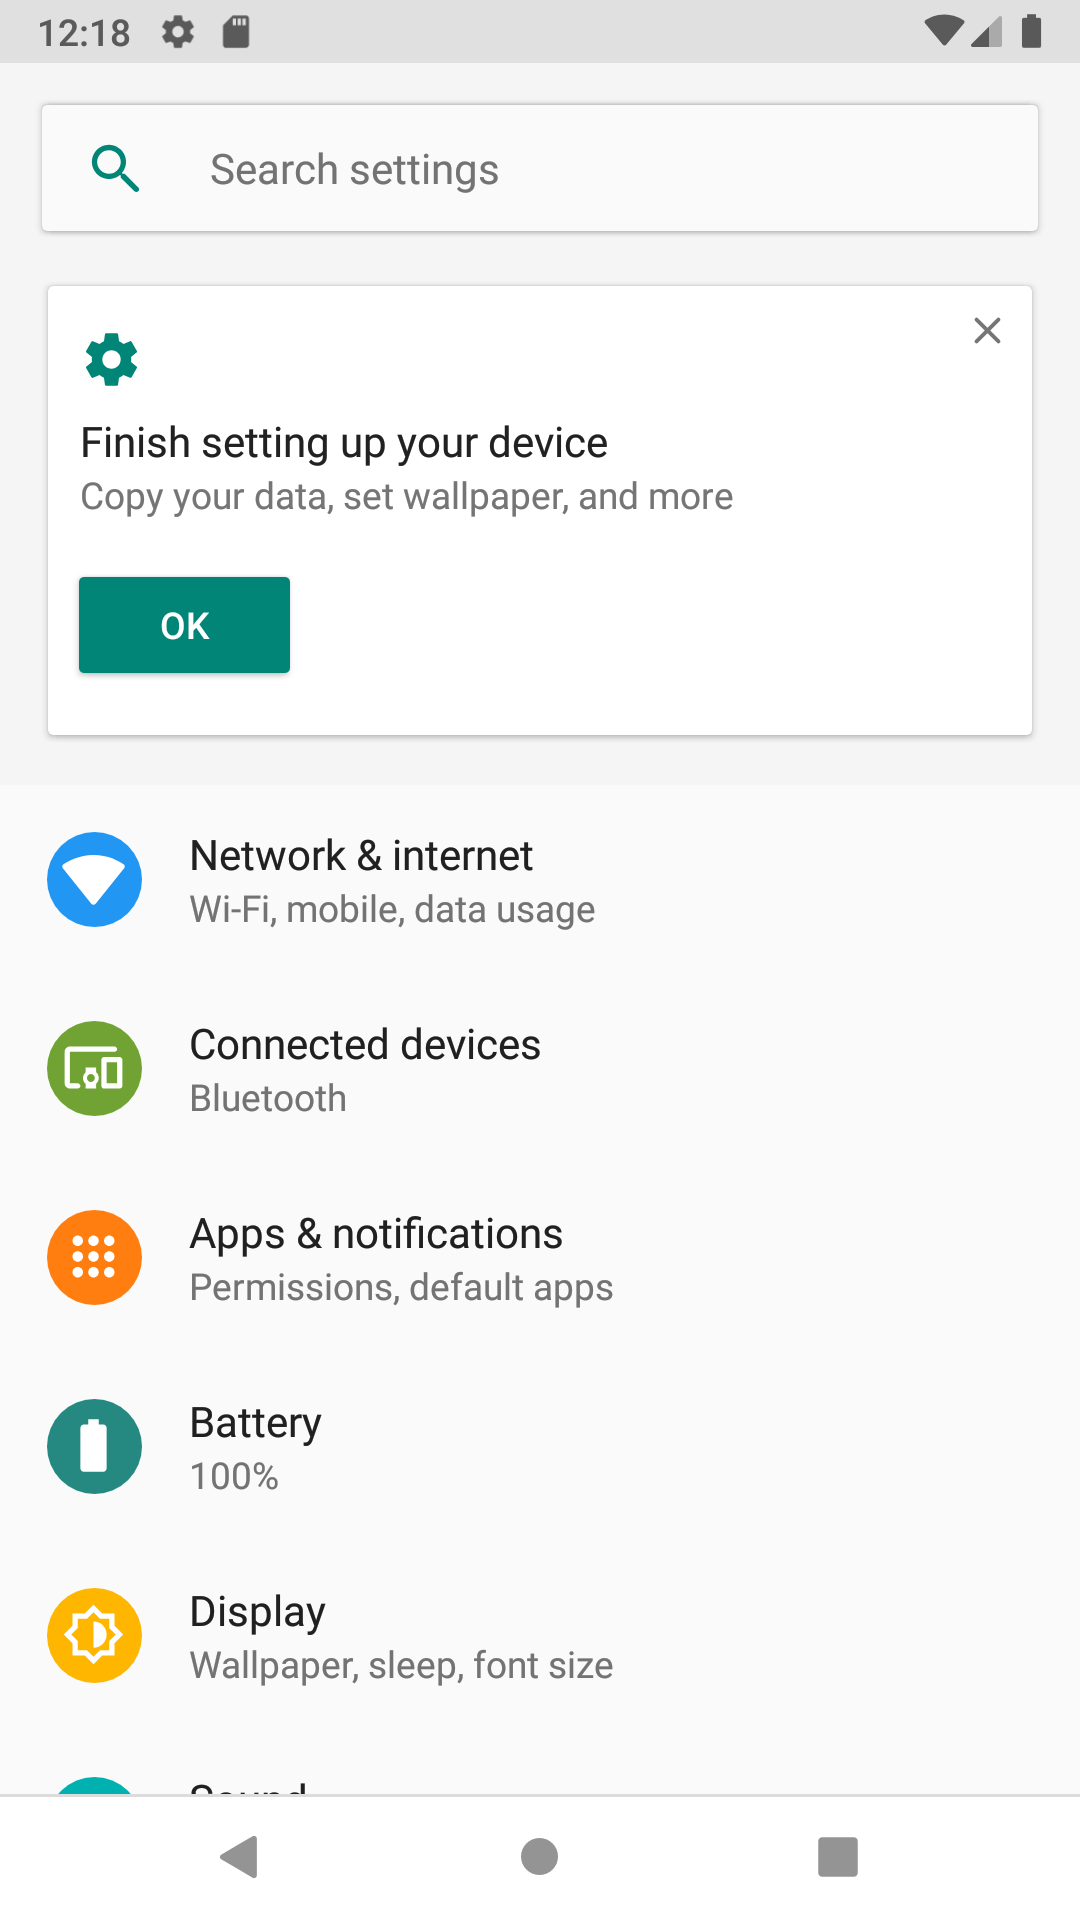 12:18
Search settings
Finish setting up your device
Copy your data, set wallpaper, and more
OK
Network & internet
Wi-Fi, mobile, data usage
Connected devices
Bluetooth
Apps & notifications
Permissions, default apps
Battery
100%
Display
Wallpaper, sleep, font size
Sound